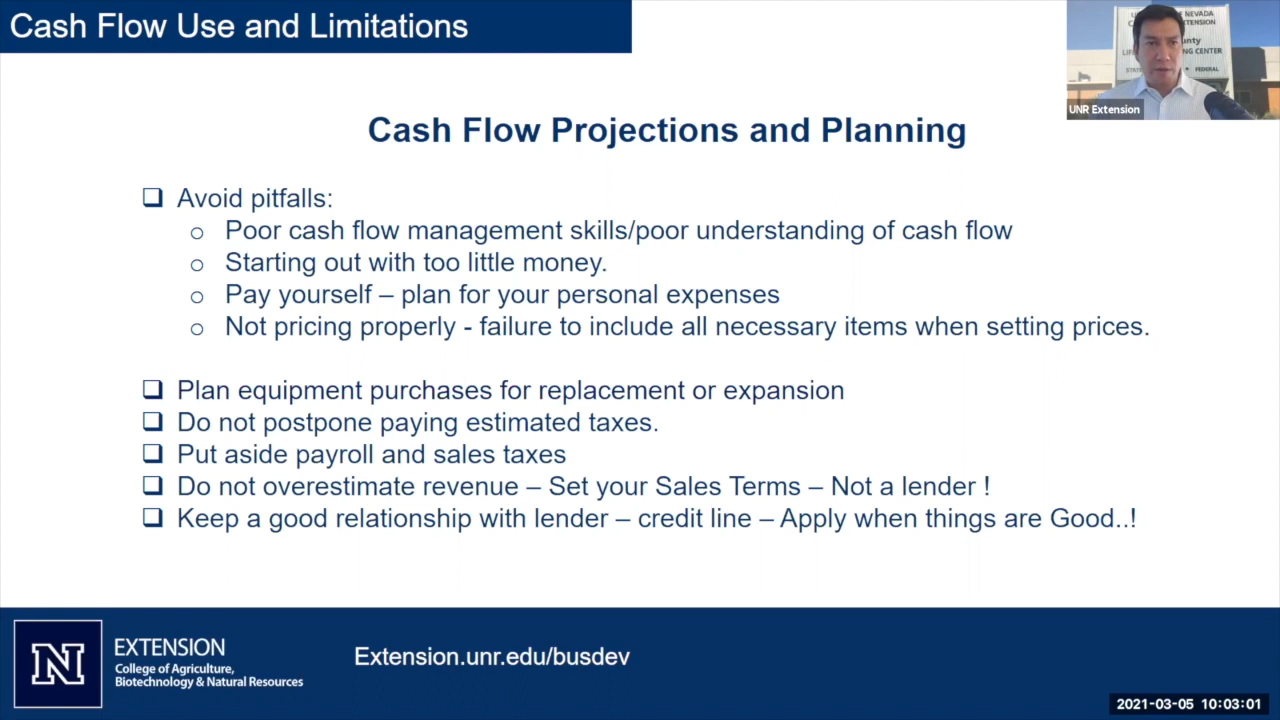 Cash Flow Use and Limitations
Cash Flow Projections and Planning
❑ Avoid pitfalls:
o Poor cash flow management skills/poor understanding of cash flow
o Starting out with too little money.
o Pay yourself – plan for your personal expenses
o Not pricing properly - failure to include all necessary items when setting prices.
❑ Plan equipment purchases for replacement or expansion
❑ Do not postpone paying estimated taxes.
❑ Put aside payroll and sales taxes
❑ Do not overestimate revenue – Set your Sales Terms – Not a lender !
❑ Keep a good relationship with lender – credit line – Apply when things are Good..!
NEVADA
EXTENSION
CENTER
FEDERAL
UNR Extension
N
EXTENSION
College of Agriculture,
Biotechnology & Natural Resources
Extension.unr.edu/busdev
2021-03-05 10:03:01